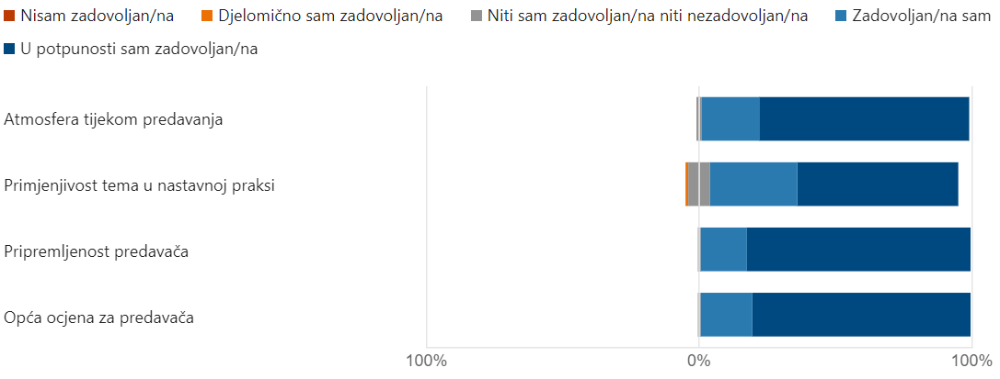 Nisam zadovoljan/na Djelomično sam zadovoljan/na Niti sam zadovoljan/na niti nezadovoljan/na Zadovoljan/na sam
U potpunosti sam zadovoljan/na
Atmosfera tijekom predavanja
Primjenjivost tema u nastavnoj praksi
Pripremljenost predavača
Opća ocjena za predavača
100% 0% 100%